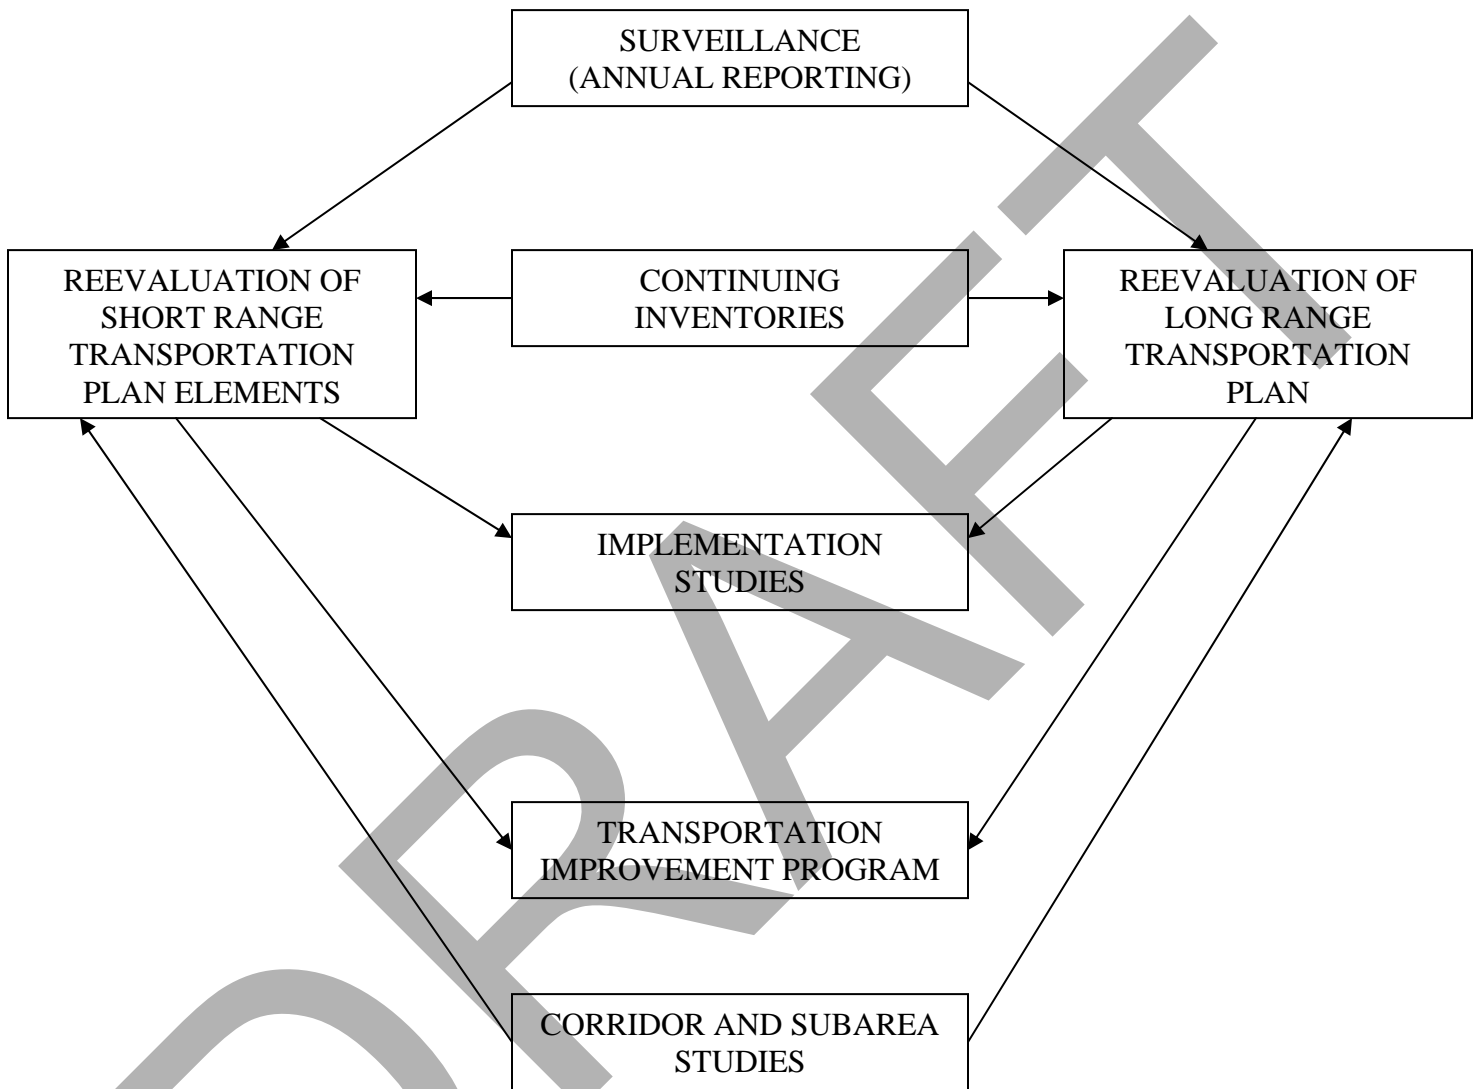 SURVEILLANCE
(ANNUAL REPORTING)
REEVALUATION OF
SHORT RANGE
TRANSPORTATION
PLAN ELEMENTS
CONTINUING
INVENTORIES
REEVALUATION OF
LONG RANGE
TRANSPORTATION
PLAN
IMPLEMENTATION
STUDIES
TRANSPORTATION
IMPROVEMENT PROGRAM
CORRIDOR AND SUBAREA
STUDIES
DRAFT